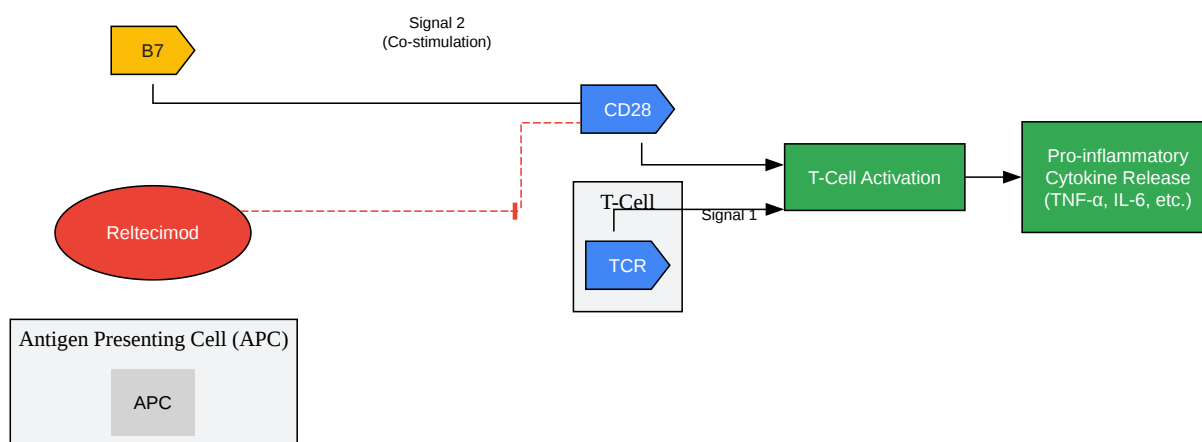 Signal 2
(Co-stimulation)
B7
CD28
Pro-inflammatory
Cytokine Release
(TNF-α, IL-6, etc.)
T-Cell Activation
T-Cell
Signal 1
Reltecimod
TCR
Antigen Presenting Cell (APC)
APC